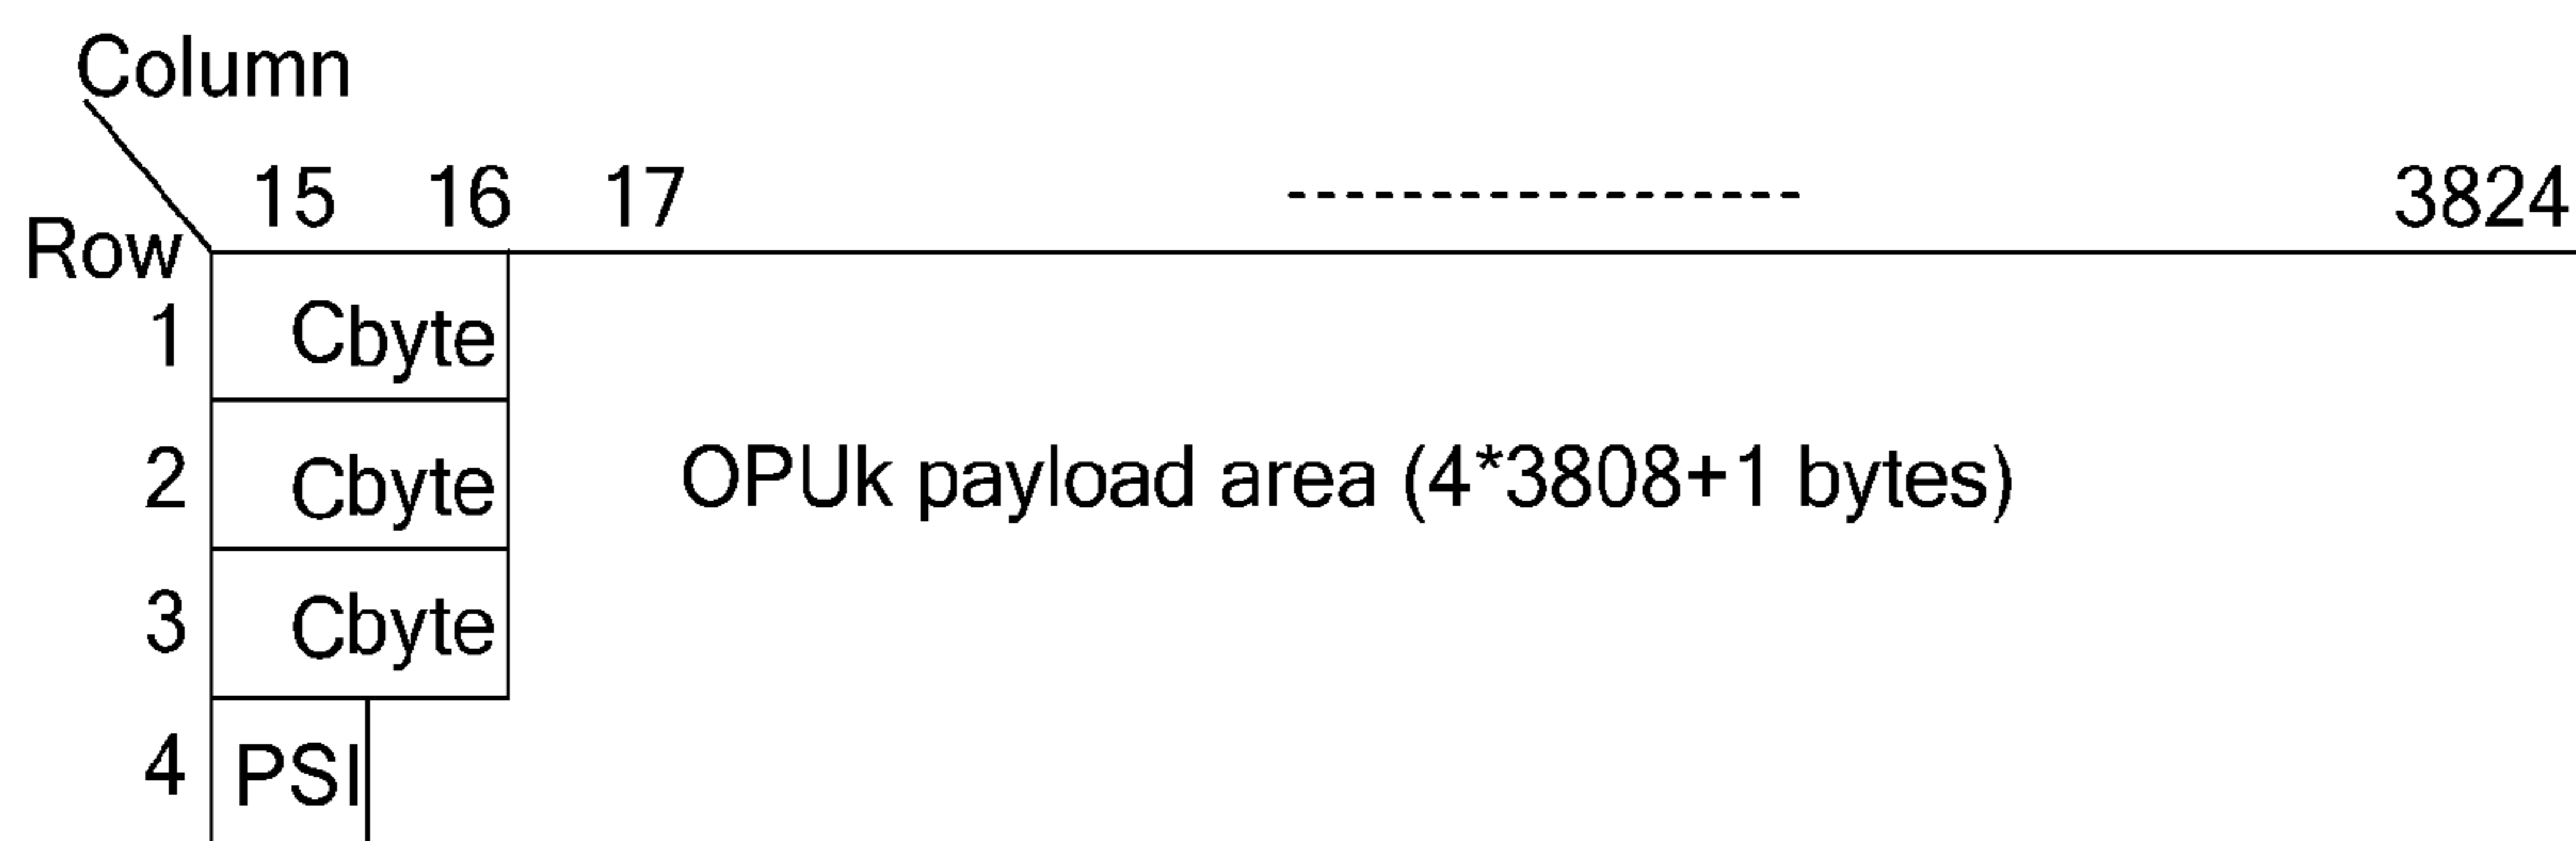 Column
15 16 17 ------------------ 3824
Row
1 Cbyte
2 Cbyte OPUk payload area (4*3808+1 bytes)
3 Cbyte
4 PSI